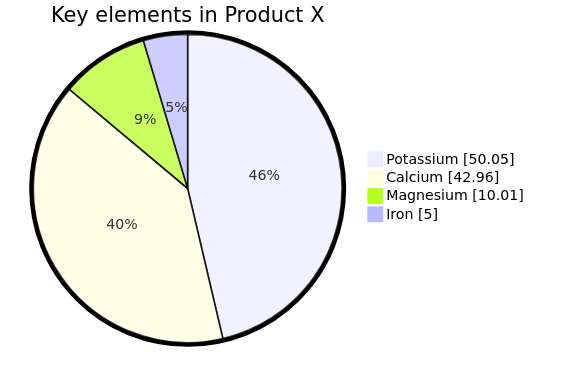 Key elements in Product X
5%
9%
46%
40%
Potassium [50.05]
Calcium [42.96]
Magnesium [10.01]
Iron [5]